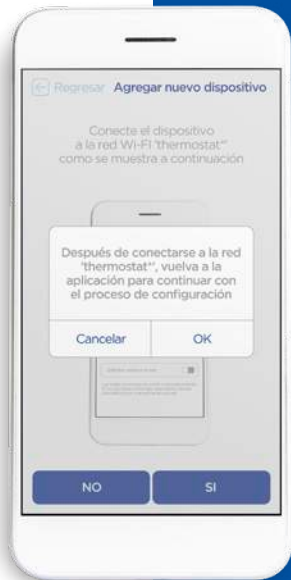 Regresar Agregar nuevo dispositivo
Conecte el dispositivo
a la red Wi-FI 'thermostat*'
como se muestra a continuación
Después de conectarse a la red
'thermostat*', vuelva a la
aplicación para continuar con
el proceso de configuración
Cancelar OK
NO SI